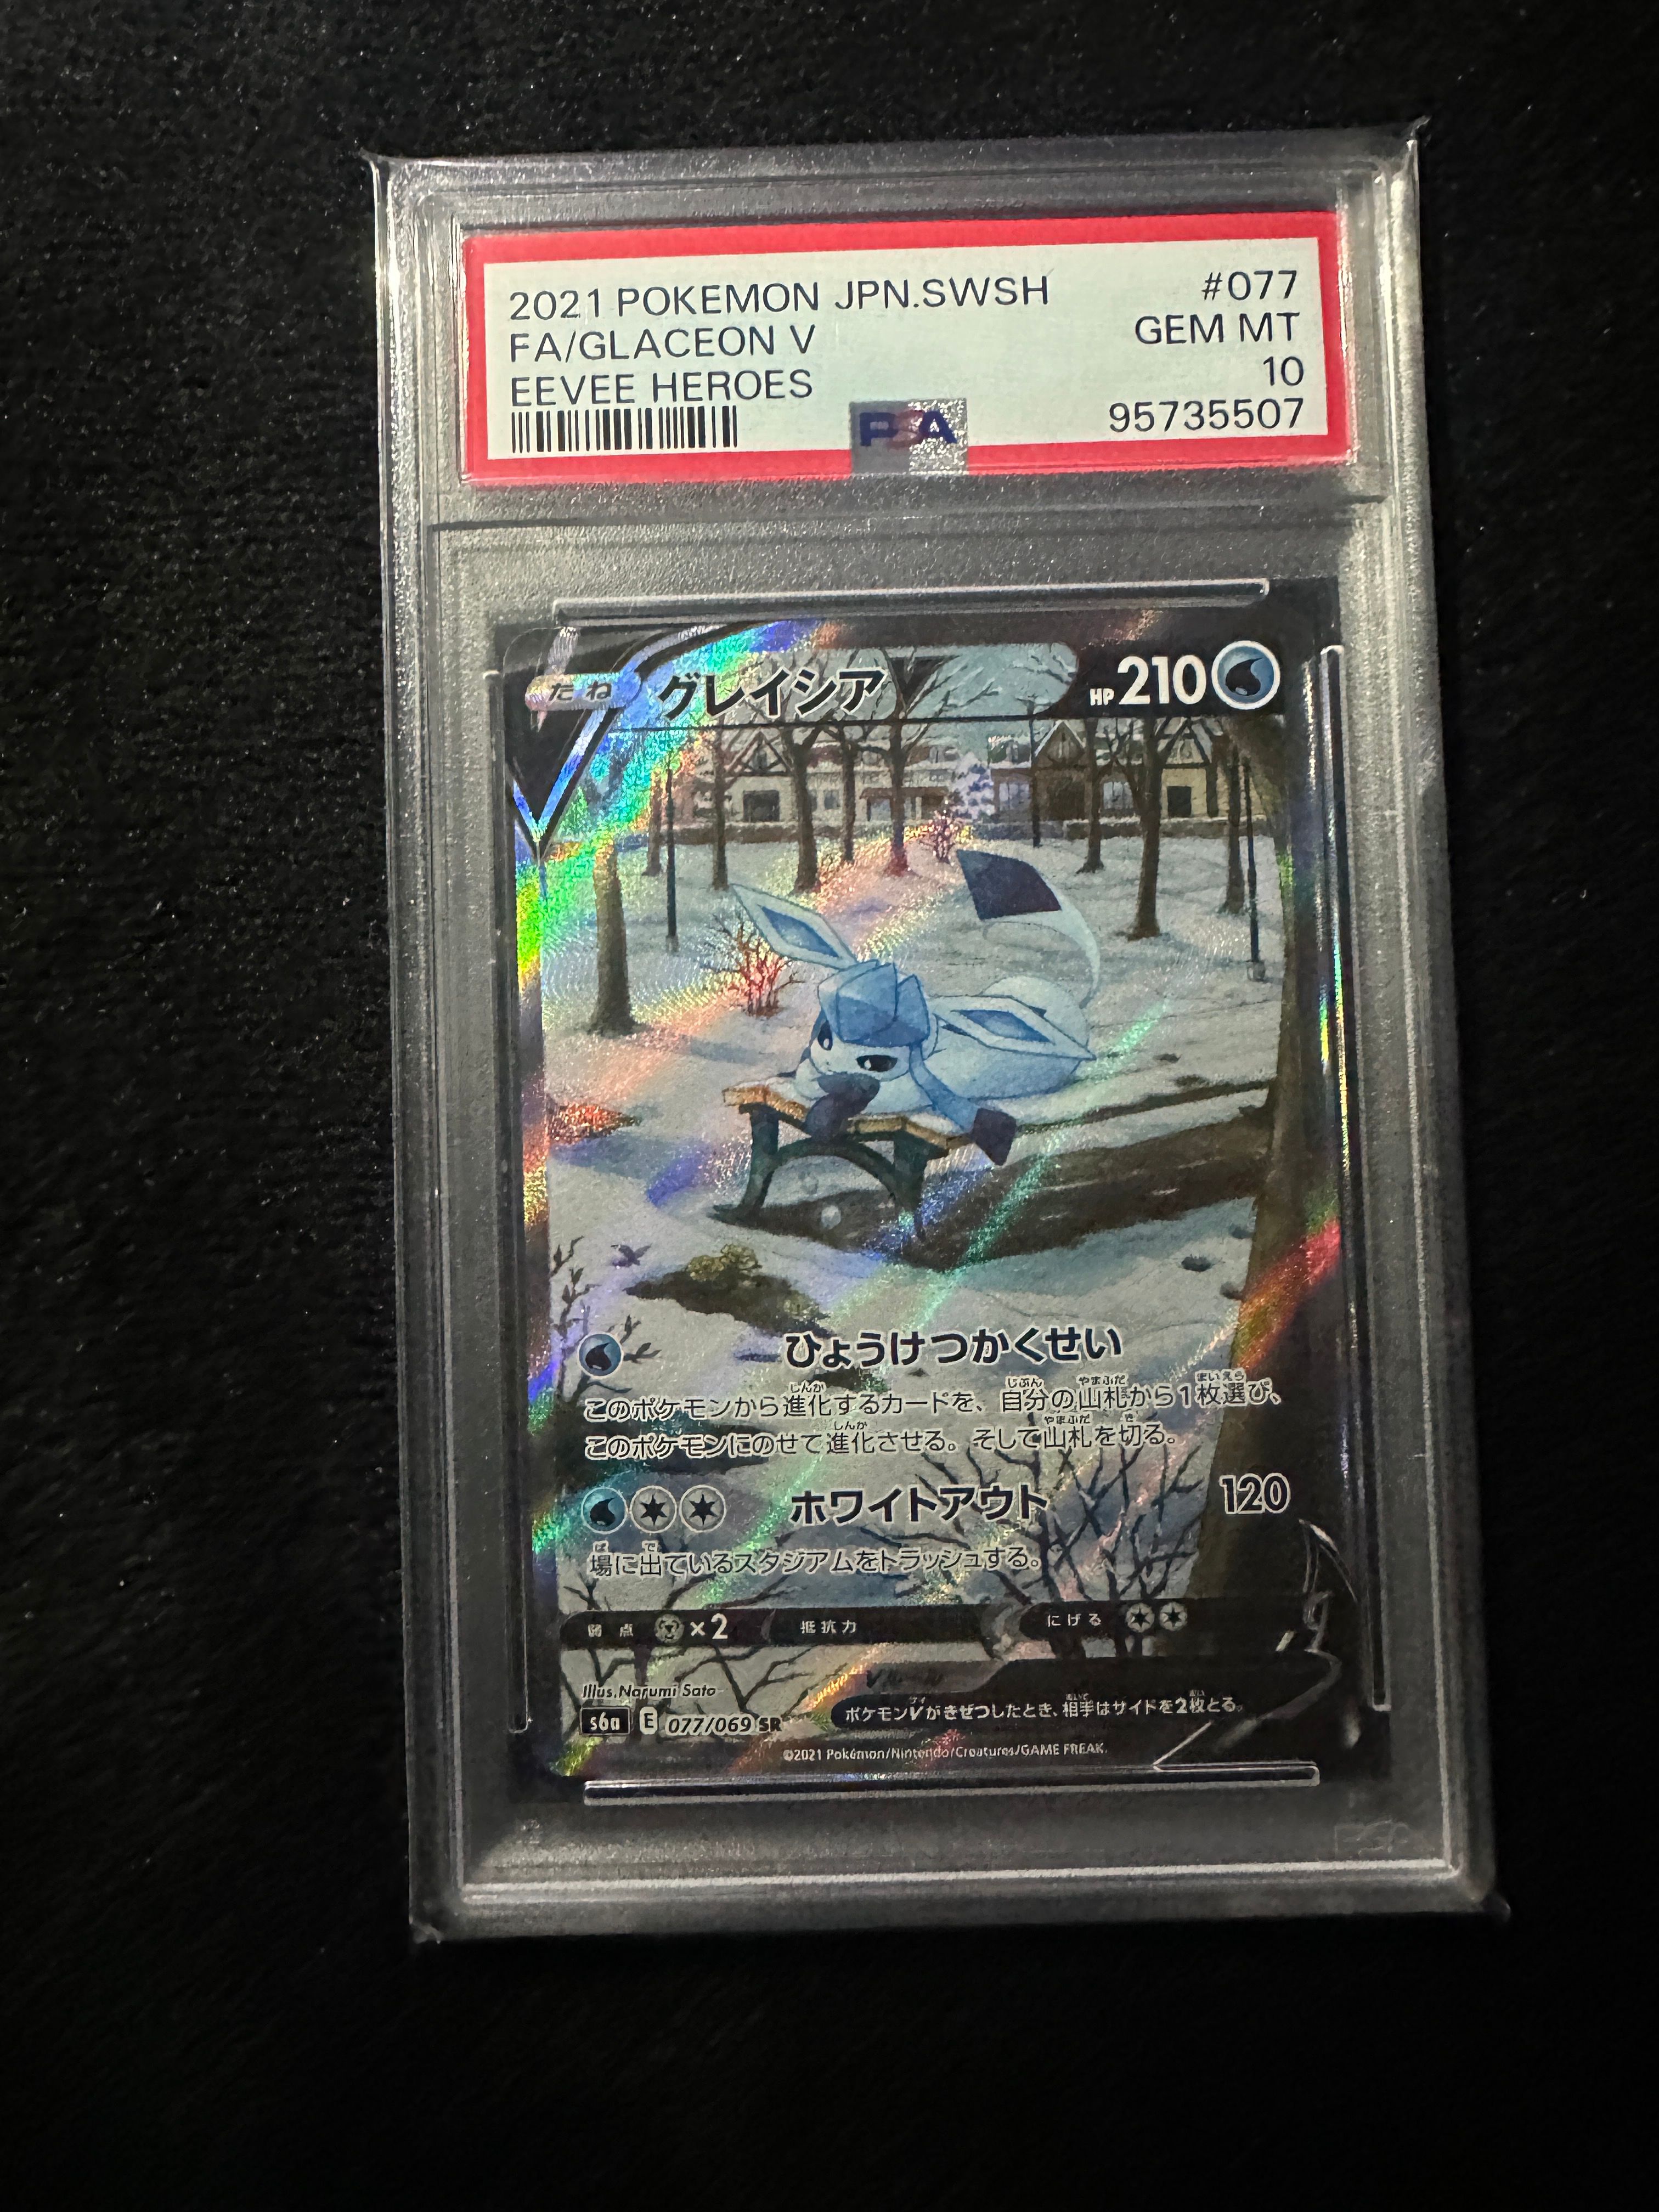 2021 POKEMON JPN.SWSH #077
FA/GLACEON V GEM MT
EEVEE HEROES 10
PSA 95735507
たね グレイシア HP 210
ひょうけつかくせい
このポケモンから進化するカードを、自分の山札から1枚選び、
このポケモンにのせて進化させる。そして山札を切る。
ホワイトアウト 120
場に出ているスタジアムをトラッシュする。
弱点 ×2 抵抗力 にげる
Illus.Narumi Sato
ポケモンVがきぜつしたとき、相手はサイドを2枚とる。
s6a E 077/069 SR
©2021 Pokémon/Nintendo/Creatures/GAME FREAK.